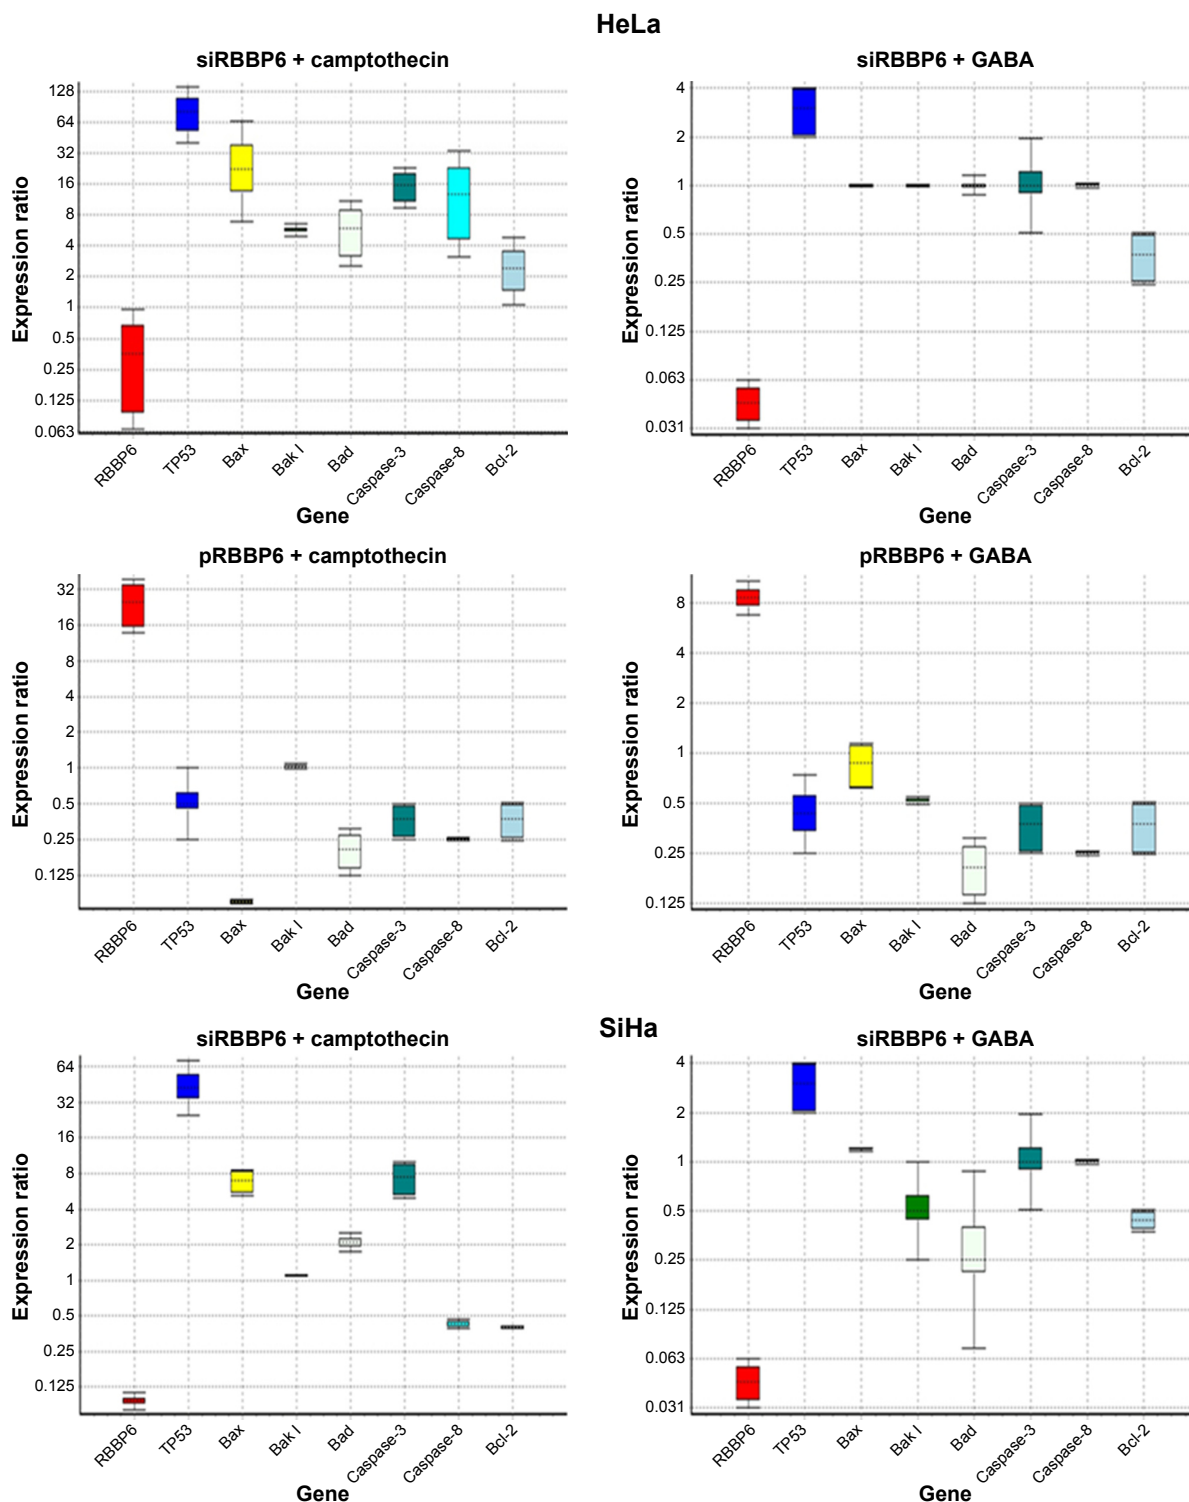 HeLa
siRBBP6 + camptothecin
Expression ratio
128
64
32
16
8
4
2
1
0.5
0.25
0.125
0.063
RBBP6
TP53
Bax
Bak I
Bad
Caspase-3
Caspase-8
Bcl-2
Gene
siRBBP6 + GABA
Expression ratio
4
2
1
0.5
0.25
0.125
0.063
0.031
RBBP6
TP53
Bax
Bak I
Bad
Caspase-3
Caspase-8
Bcl-2
Gene
pRBBP6 + camptothecin
Expression ratio
32
16
8
4
2
1
0.5
0.25
0.125
RBBP6
TP53
Bax
Bak I
Bad
Caspase-3
Caspase-8
Bcl-2
Gene
pRBBP6 + GABA
Expression ratio
8
4
2
1
0.5
0.25
0.125
RBBP6
TP53
Bax
Bak I
Bad
Caspase-3
Caspase-8
Bcl-2
Gene
SiHa
siRBBP6 + camptothecin
Expression ratio
64
32
16
8
4
2
1
0.5
0.25
0.125
RBBP6
TP53
Bax
Bak I
Bad
Caspase-3
Caspase-8
Bcl-2
Gene
siRBBP6 + GABA
Expression ratio
4
2
1
0.5
0.25
0.125
0.063
0.031
RBBP6
TP53
Bax
Bak I
Bad
Caspase-3
Caspase-8
Bcl-2
Gene